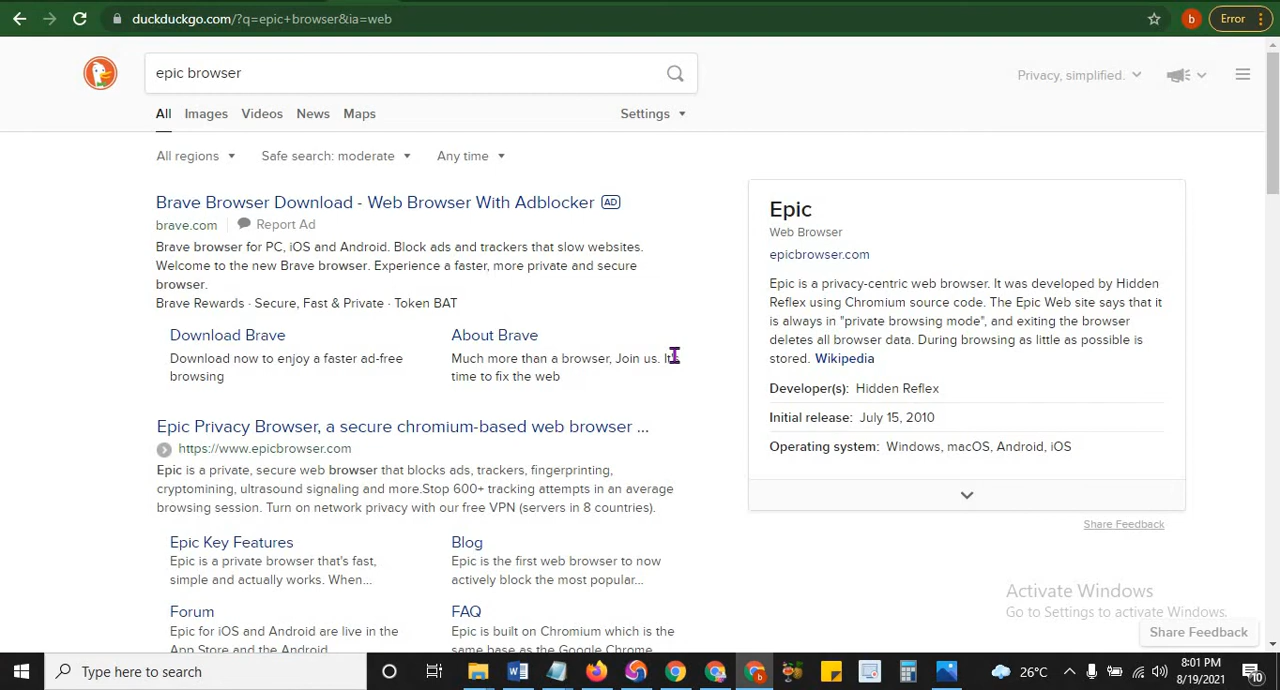 duckduckgo.com/?q=epic+browser&ia=web
b
Error
epic browser
Privacy, simplified.
All Images Videos News Maps Settings
All regions Safe search: moderate Any time
Brave Browser Download - Web Browser With Adblocker AD
brave.com Report Ad
Brave browser for PC, iOS and Android. Block ads and trackers that slow websites.
Welcome to the new Brave browser. Experience a faster, more private and secure
browser.
Brave Rewards · Secure, Fast & Private · Token BAT
Download Brave
Download now to enjoy a faster ad-free
browsing
About Brave
Much more than a browser, Join us. It's
time to fix the web
Epic Privacy Browser, a secure chromium-based web browser ...
https://www.epicbrowser.com
Epic is a private, secure web browser that blocks ads, trackers, fingerprinting,
cryptomining, ultrasound signaling and more.Stop 600+ tracking attempts in an average
browsing session. Turn on network privacy with our free VPN (servers in 8 countries).
Epic Key Features
Epic is a private browser that's fast,
simple and actually works. When...
Blog
Epic is the first web browser to now
actively block the most popular...
Forum
Epic for iOS and Android are live in the
App Store and the Android
FAQ
Epic is built on Chromium which is the
same base as the Google Chrome
Epic
Web Browser
epicbrowser.com
Epic is a privacy-centric web browser. It was developed by Hidden
Reflex using Chromium source code. The Epic Web site says that it
is always in "private browsing mode", and exiting the browser
deletes all browser data. During browsing as little as possible is
stored. Wikipedia
Developer(s): Hidden Reflex
Initial release: July 15, 2010
Operating system: Windows, macOS, Android, iOS
Share Feedback
Activate Windows
Go to Settings to activate Windows.
Share Feedback
Type here to search
26°C
8:01 PM
8/19/2021
10